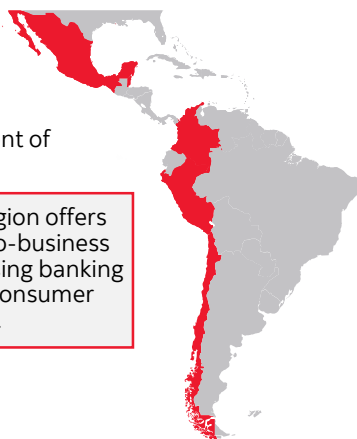 nt of
gion offers
o-business
ing banking
onsumer